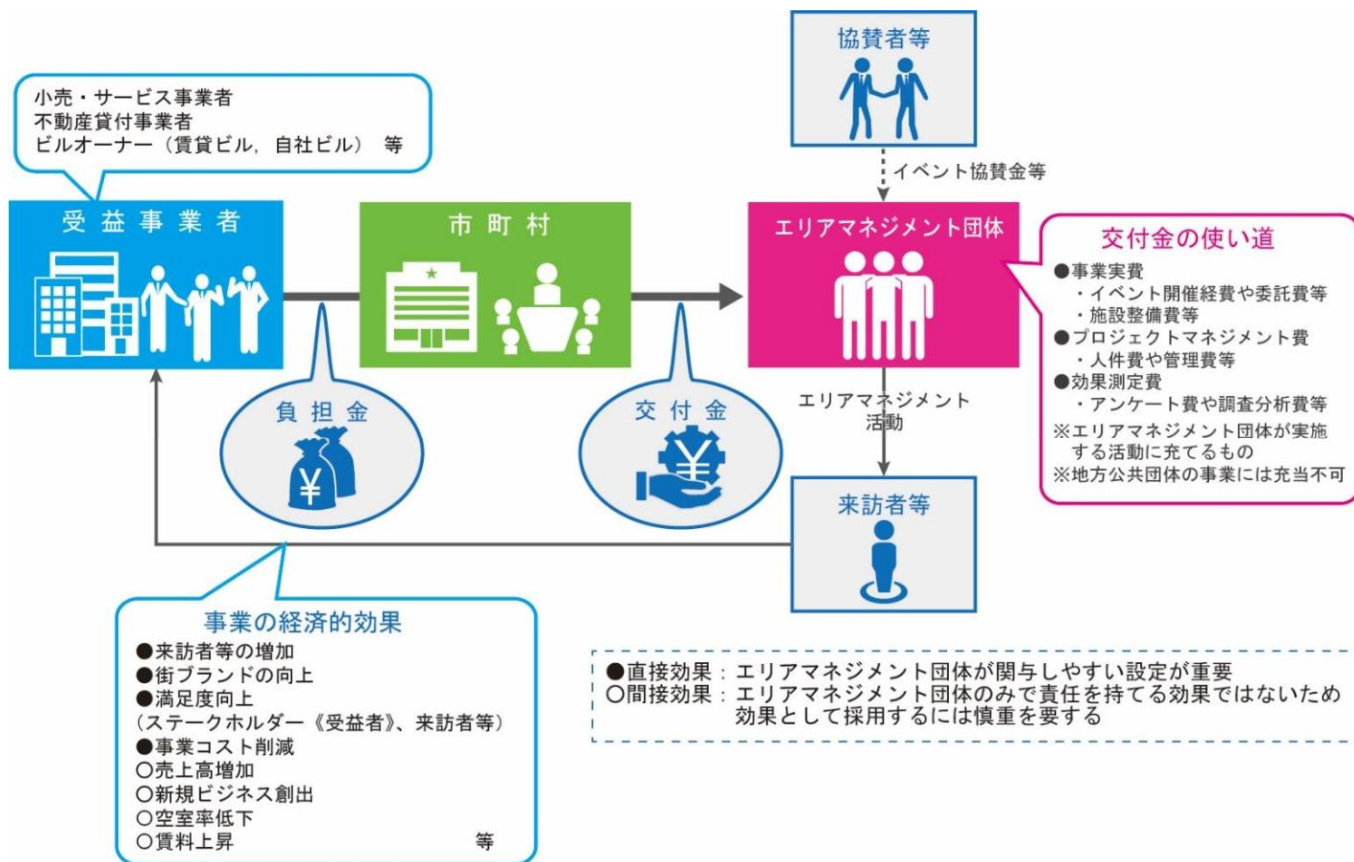 協賛者等
小売・サービス事業者
不動産貸付事業者
ビルオーナー（賃貸ビル，自社ビル） 等
イベント協賛金等
受益事業者
市町村
エリアマネジメント団体
交付金の使い道
●事業実費
・イベント開催経費や委託費等
・施設整備費等
●プロジェクトマネジメント費
・人件費や管理費等
●効果測定費
・アンケート費や調査分析費等
※エリアマネジメント団体が実施
する活動に充てるもの
※地方公共団体の事業には充当不可
負担金
¥
交付金
¥
エリアマネジメント
活動
来訪者等
事業の経済的効果
●来訪者等の増加
●街ブランドの向上
●満足度向上
(ステークホルダー《受益者》、来訪者等)
●事業コスト削減
○売上高増加
○新規ビジネス創出
○空室率低下
○賃料上昇 等
●直接効果：エリアマネジメント団体が関与しやすい設定が重要
○間接効果：エリアマネジメント団体のみで責任を持てる効果ではないため
効果として採用するには慎重を要する